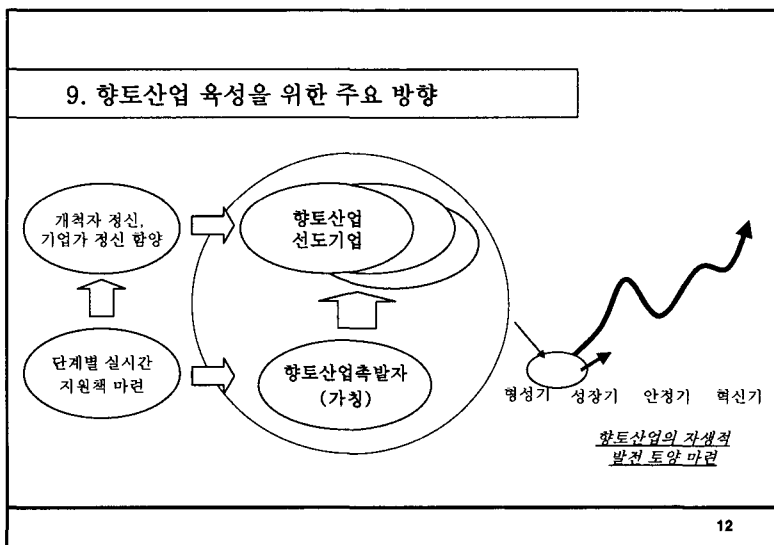 9. 향토산업 육성을 위한 주요 방향
개척자 정신,
기업가 정신 함양
향토산업
선도기업
단계별 실시간
지원책 마련
향토산업촉발자
(가칭)
형성기 성장기 안정기 혁신기
향토산업의 자생적
발전 토양 마련
12